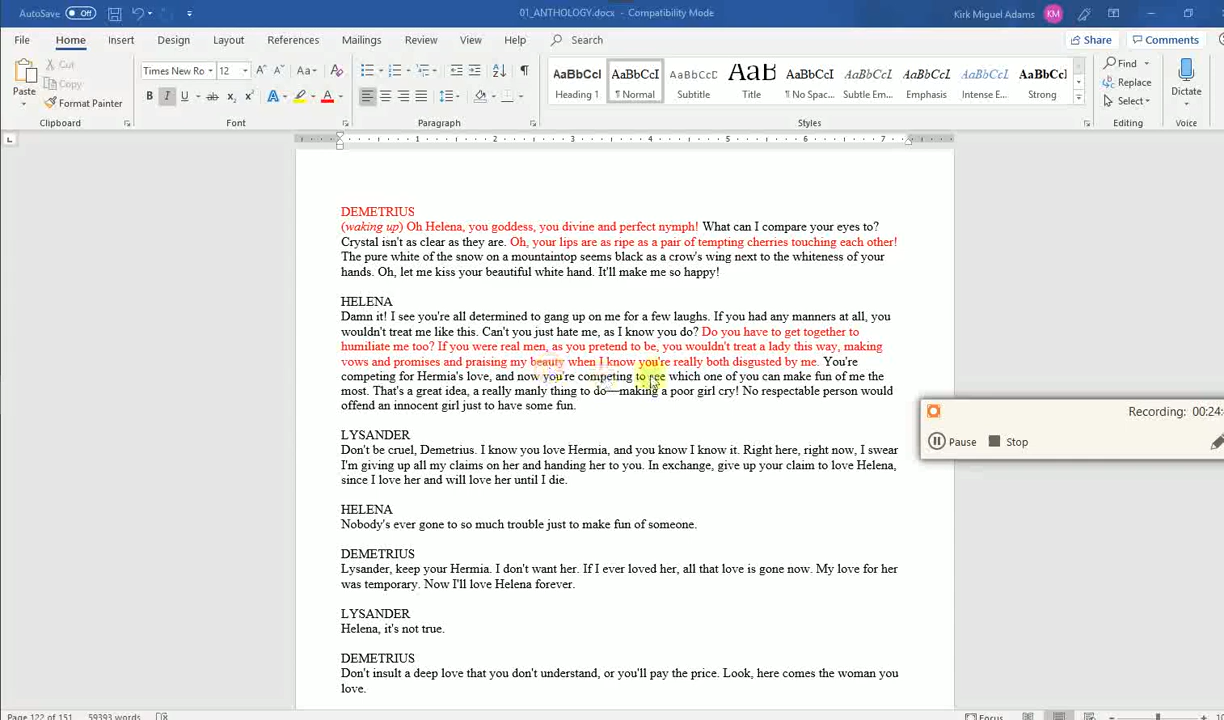 AutoSave Off 01_ANTHOLOGY.docx - Compatibility Mode Kirk Miguel Adams KM
File Home Insert Design Layout References Mailings Review View Help Search Share Comments
Paste Cut Copy Format Painter
Times New Ro 12
B I U
AaBbCcI Heading 1
AaBbCcI ¶ Normal
AaBbCcI Subtitle
AaB Title
AaBbCcI ¶ No Spac...
AaBbCcI Subtle Em...
AaBbCcI Emphasis
AaBbCcI Intense E...
AaBbCcI Strong
Find
Replace
Select
Dictate
Clipboard Font Paragraph Styles Editing Voice
1 2 3 4 5 6 7
DEMETRIUS
(waking up) Oh Helena, you goddess, you divine and perfect nymph! What can I compare your eyes to?
Crystal isn't as clear as they are. Oh, your lips are as ripe as a pair of tempting cherries touching each other!
The pure white of the snow on a mountaintop seems black as a crow's wing next to the whiteness of your
hands. Oh, let me kiss your beautiful white hand. It'll make me so happy!
HELENA
Damn it! I see you're all determined to gang up on me for a few laughs. If you had any manners at all, you
wouldn't treat me like this. Can't you just hate me, as I know you do? Do you have to get together to
humiliate me too? If you were real men, as you pretend to be, you wouldn't treat a lady this way, making
vows and promises and praising my beauty when I know you're really both disgusted by me. You're
competing for Hermia's love, and now you're competing to see which one of you can make fun of me the
most. That's a great idea, a really manly thing to do—making a poor girl cry! No respectable person would
offend an innocent girl just to have some fun.
LYSANDER
Don't be cruel, Demetrius. I know you love Hermia, and you know I know it. Right here, right now, I swear
I'm giving up all my claims on her and handing her to you. In exchange, give up your claim to love Helena,
since I love her and will love her until I die.
HELENA
Nobody's ever gone to so much trouble just to make fun of someone.
DEMETRIUS
Lysander, keep your Hermia. I don't want her. If I ever loved her, all that love is gone now. My love for her
was temporary. Now I'll love Helena forever.
LYSANDER
Helena, it's not true.
DEMETRIUS
Don't insult a deep love that you don't understand, or you'll pay the price. Look, here comes the woman you
love.
Recording: 00:24
Pause Stop
Page 122 of 151 59393 words Focus